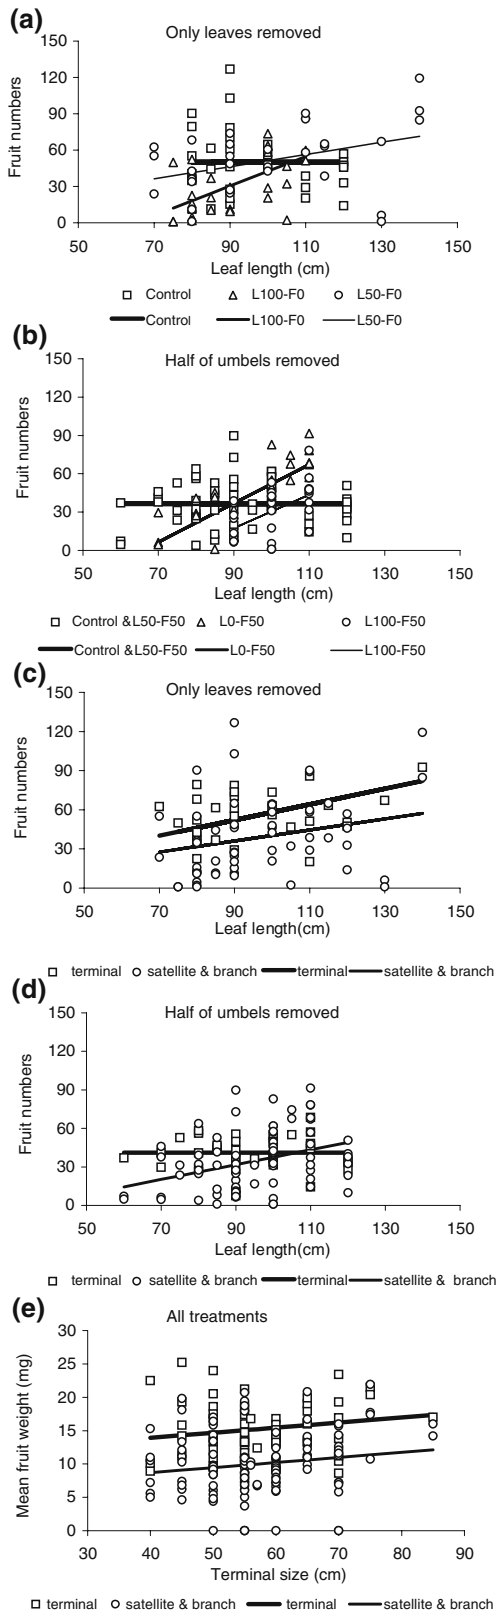 (a)
Only leaves removed
150
120
90
60
30
0
Fruit numbers
50 70 90 110 130 150
Leaf length (cm)
Control L100-F0 L50-F0
Control L100-F0 L50-F0
(b)
Half of umbels removed
150
120
90
60
30
0
Fruit numbers
50 70 90 110 130 150
Leaf length (cm)
Control &L50-F50 L0-F50 L100-F50
Control &L50-F50 L0-F50 L100-F50
(c)
Only leaves removed
150
120
90
60
30
0
Fruit numbers
50 70 90 110 130 150
Leaf length(cm)
terminal satellite & branch terminal satellite & branch
(d)
Half of umbels removed
150
120
90
60
30
0
Fruit numbers
50 70 90 110 130 150
Leaf length(cm)
terminal satellite & branch terminal satellite & branch
(e)
All treatments
30
25
20
15
10
5
0
Mean fruit weight (mg)
30 40 50 60 70 80 90
Terminal size (cm)
terminal satellite & branch terminal satellite & branch